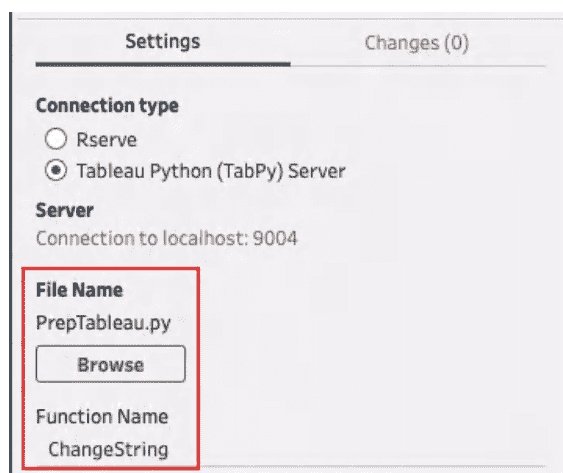 Settings Changes (0)
Connection type
Rserve
Tableau Python (TabPy) Server
Server
Connection to localhost: 9004
File Name
PrepTableau.py
Browse
Function Name
ChangeString